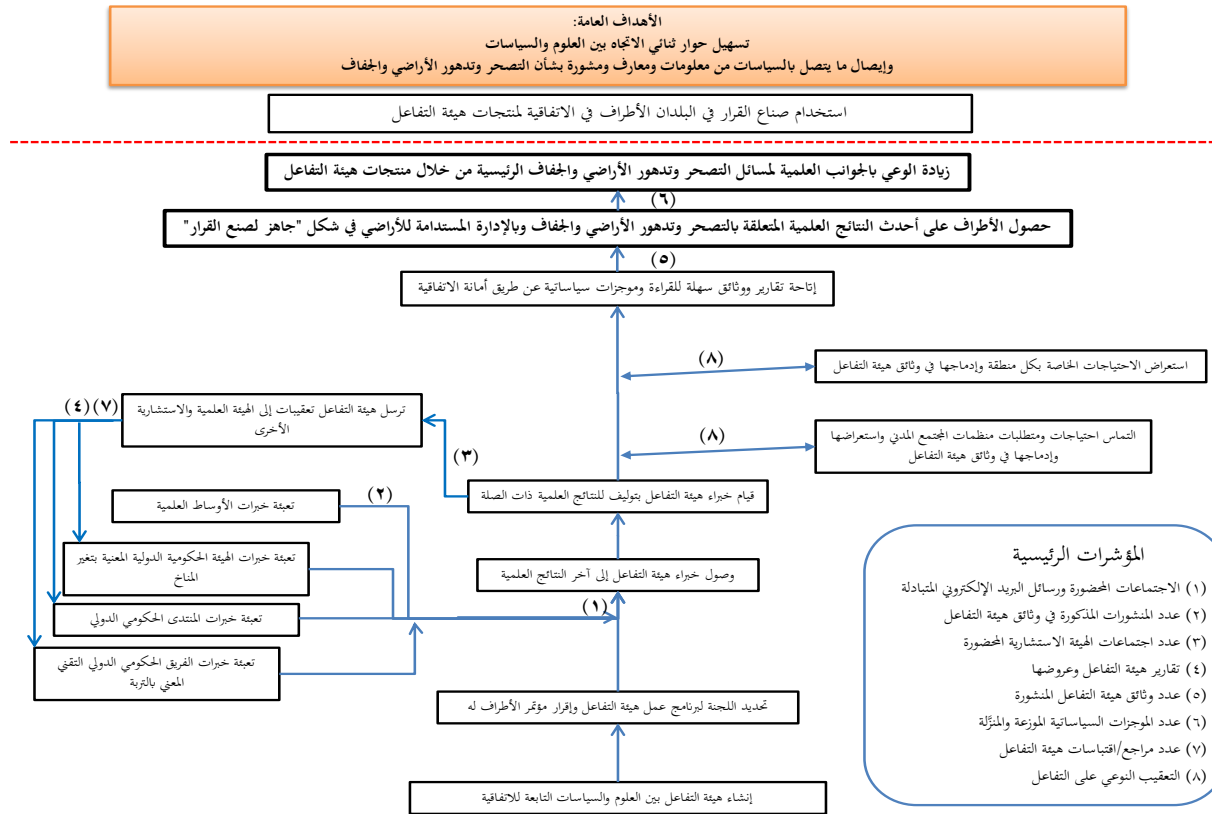 الأهداف العامة:
تسهيل حوار ثنائي الاتجاه بين العلوم والسياسات
وإيصال ما يتصل بالسياسات من معلومات ومعارف ومشورة بشأن التصحر وتدهور الأراضي والجفاف
استخدام صناع القرار في البلدان الأطراف في الاتفاقية لمنتجات هيئة التفاعل
زيادة الوعي بالجوانب العلمية لمسائل التصحر وتدهور الأراضي والجفاف الرئيسية من خلال منتجات هيئة التفاعل
(٦)
حصول الأطراف على أحدث النتائج العلمية المتعلقة بالتصحر وتدهور الأراضي والجفاف وبالإدارة المستدامة للأراضي في شكل "جاهز لصنع القرار"
(٥)
إتاحة تقارير ووثائق سهلة للقراءة وموجزات سياساتية عن طريق أمانة الاتفاقية
(٨)
استعراض الاحتياجات الخاصة بكل منطقة وإدماجها في وثائق هيئة التفاعل
(٨)
التماس احتياجات ومتطلبات منظمات المجتمع المدني واستعراضها
وإدماجها في وثائق هيئة التفاعل
(٧)(٤)
ترسل هيئة التفاعل تعقيبات إلى الهيئة العلمية والاستشارية
الأخرى
(٣)
قيام خبراء هيئة التفاعل بتوليف للنتائج العلمية ذات الصلة
(٢)
تعبئة خبرات الأوساط العلمية
تعبئة خبرات الهيئة الحكومية الدولية المعنية بتغير
المناخ
وصول خبراء هيئة التفاعل إلى آخر النتائج العلمية
(١)
تعبئة خبرات المنتدى الحكومي الدولي
تعبئة خبرات الفريق الحكومي الدولي التقني
المعني بالتربة
تحديد اللجنة لبرنامج عمل هيئة التفاعل وإقرار مؤتمر الأطراف له
إنشاء هيئة التفاعل بين العلوم والسياسات التابعة للاتفاقية
المؤشرات الرئيسية
(١) الاجتماعات المحضورة ورسائل البريد الإلكتروني المتبادلة
(٢) عدد المنشورات المذكورة في وثائق هيئة التفاعل
(٣) عدد اجتماعات الهيئة الاستشارية المحضورة
(٤) تقارير هيئة التفاعل وعروضها
(٥) عدد وثائق هيئة التفاعل المنشورة
(٦) عدد الموجزات السياساتية الموزعة والمنزَّلة
(٧) عدد مراجع/اقتباسات هيئة التفاعل
(٨) التعقيب النوعي على التفاعل